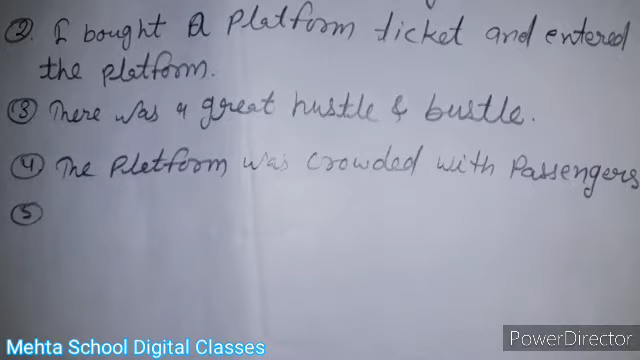 ② I bought a Platform ticket and entered
the platform.
③ There was a great hustle & bustle.
④ The Platform was crowded with Passengers
⑤
PowerDirector
Mehta School Digital Classes